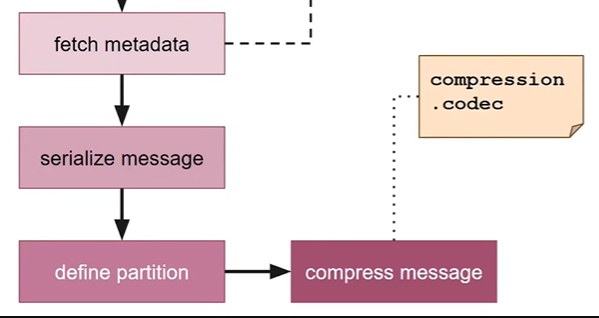 fetch metadata
compression
.codec
serialize message
define partition
compress message